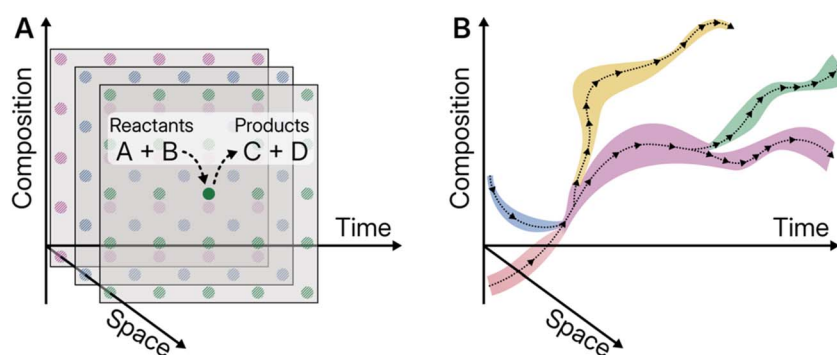 A
Composition
Reactants
A + B
Products
C + D
Time
Space
B
Composition
Time
Space